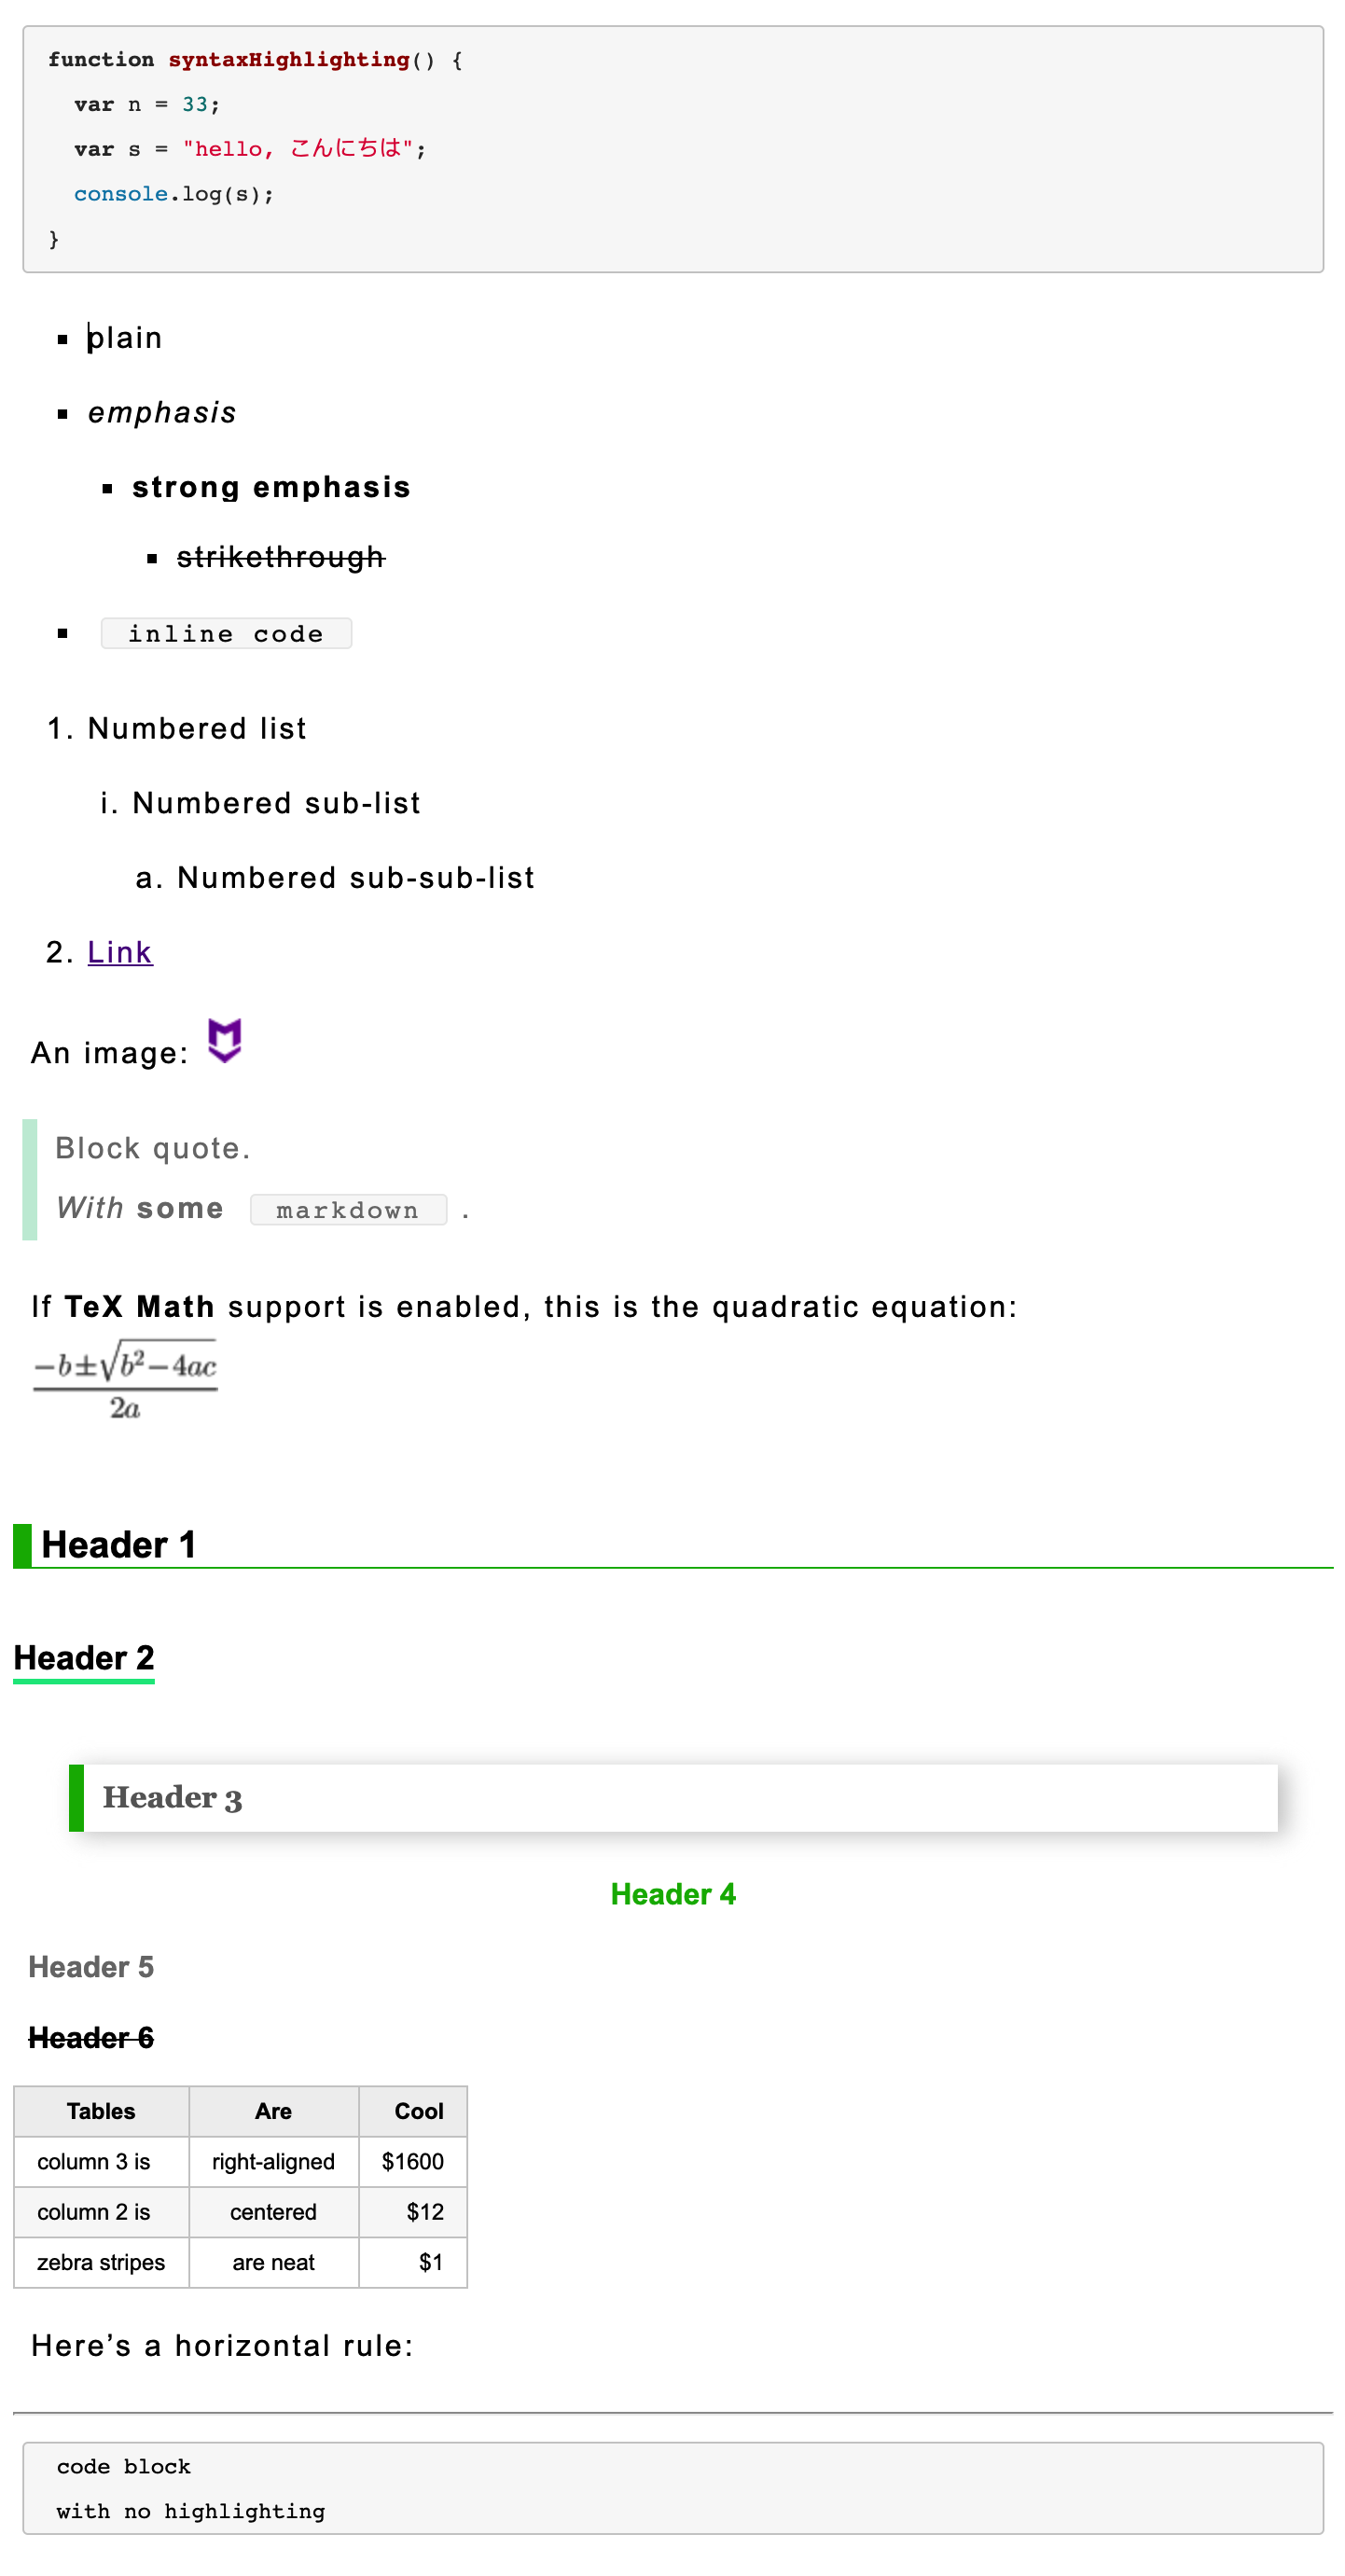 function syntaxHighlighting() {
var n = 33;
var s = "hello, こんにちは";
console.log(s);
}
plain
emphasis
strong emphasis
strikethrough
inline code
1. Numbered list
i. Numbered sub-list
a. Numbered sub-sub-list
2. Link
An image:
Block quote.
With some markdown .
If TeX Math support is enabled, this is the quadratic equation:
−b±√b²−4ac
2a
Header 1
Header 2
Header 3
Header 4
Header 5
Header 6
Tables Are Cool
column 3 is right-aligned $1600
column 2 is centered $12
zebra stripes are neat $1
Here’s a horizontal rule:
code block
with no highlighting